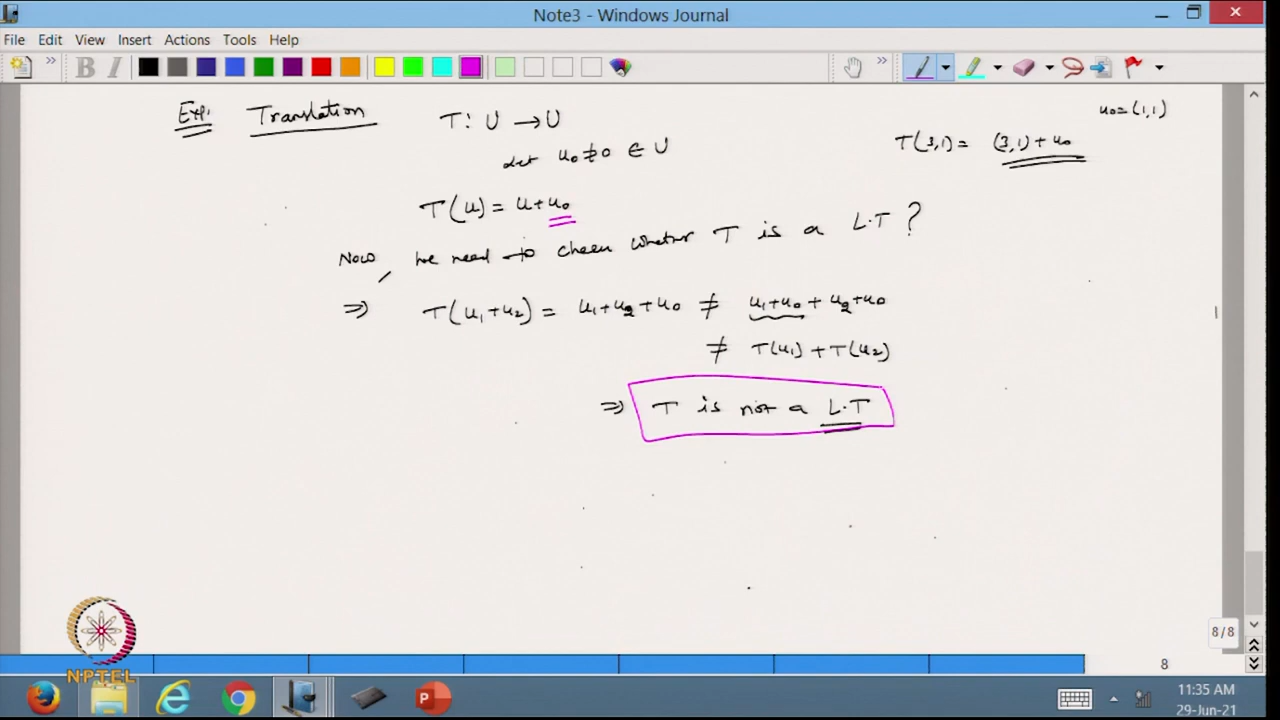 Note3 - Windows Journal
File Edit View Insert Actions Tools Help
Exp: Translation T: U → U
let u₀ ≠ 0 ∈ U
u₀ = (1,1)
T(3,1) = (3,1) + u₀
T(u) = u + u₀
Now, we need to check whether T is a L.T ?
⇒ T(u₁+u₂) = u₁+u₂+u₀ ≠ u₁+u₀ + u₂+u₀
≠ T(u₁) + T(u₂)
⇒ T is not a L.T
8/8
8
NPTEL
11:35 AM
29-Jun-21